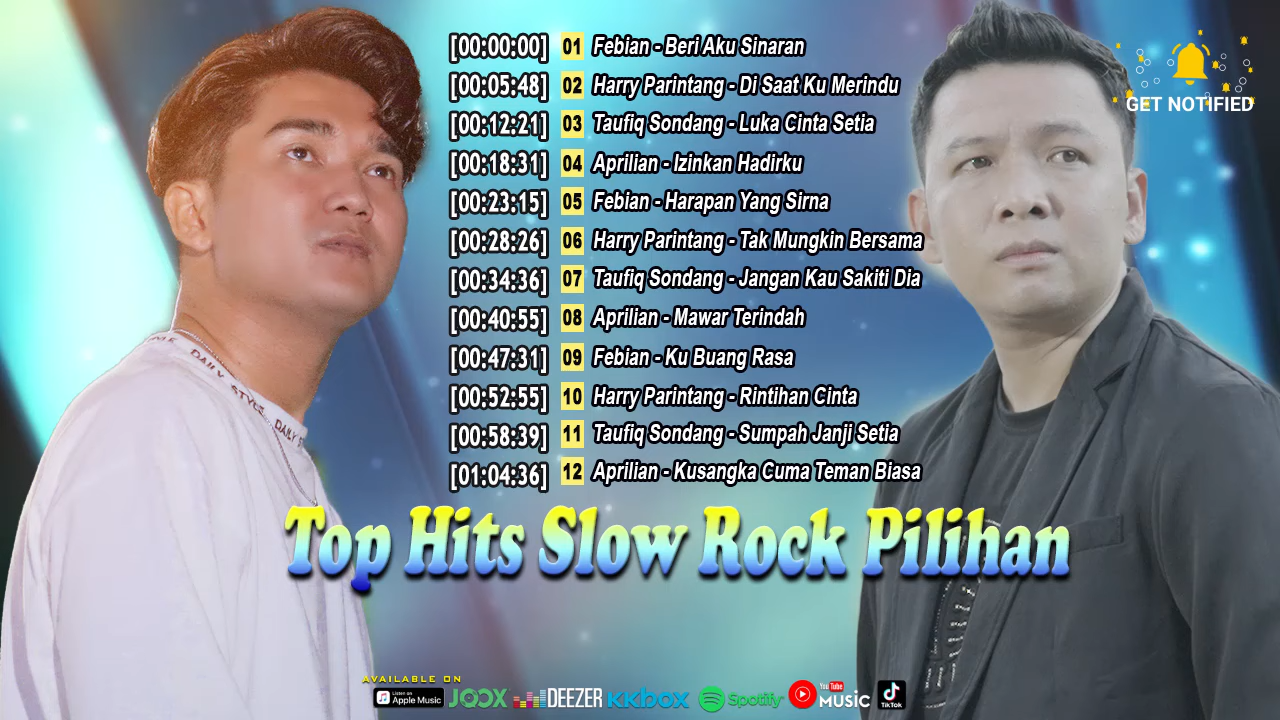 [00:00:00] 01 Febian - Beri Aku Sinaran
[00:05:48] 02 Harry Parintang - Di Saat Ku Merindu
[00:12:21] 03 Taufiq Sondang - Luka Cinta Setia
[00:18:31] 04 Aprilian - Izinkan Hadirku
[00:23:15] 05 Febian - Harapan Yang Sirna
[00:28:26] 06 Harry Parintang - Tak Mungkin Bersama
[00:34:36] 07 Taufiq Sondang - Jangan Kau Sakiti Dia
[00:40:55] 08 Aprilian - Mawar Terindah
[00:47:31] 09 Febian - Ku Buang Rasa
[00:52:55] 10 Harry Parintang - Rintihan Cinta
[00:58:39] 11 Taufiq Sondang - Sumpah Janji Setia
[01:04:36] 12 Aprilian - Kusangka Cuma Teman Biasa
GET NOTIFIED
DAILY STYLE DAILY
Top Hits Slow Rock Pilihan
AVAILABLE ON
Listen on
Apple Music
JOOX
DEEZER
KKBOX
Spotify
YouTube
MUSIC
TikTok